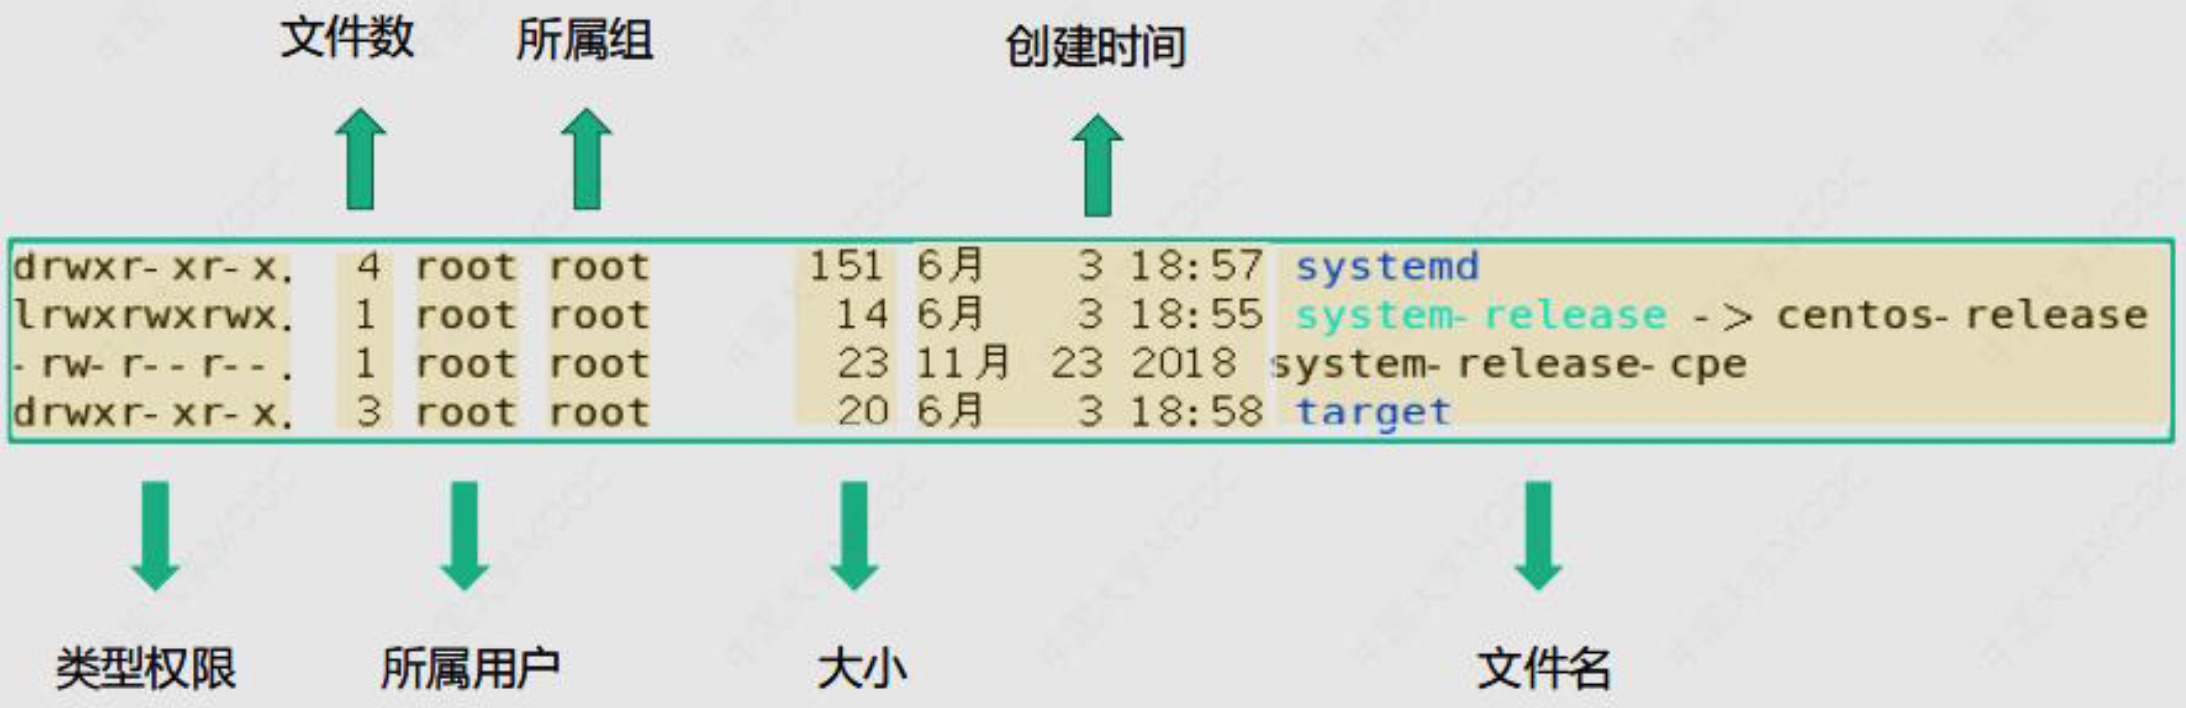 文件数 所属组 创建时间
drwxr-xr-x. 4 root root 151 6月 3 18:57 systemd
lrwxrwxrwx. 1 root root 14 6月 3 18:55 system-release -> centos-release
-rw-r--r--. 1 root root 23 11月 23 2018 system-release-cpe
drwxr-xr-x. 3 root root 20 6月 3 18:58 target
类型权限 所属用户 大小 文件名